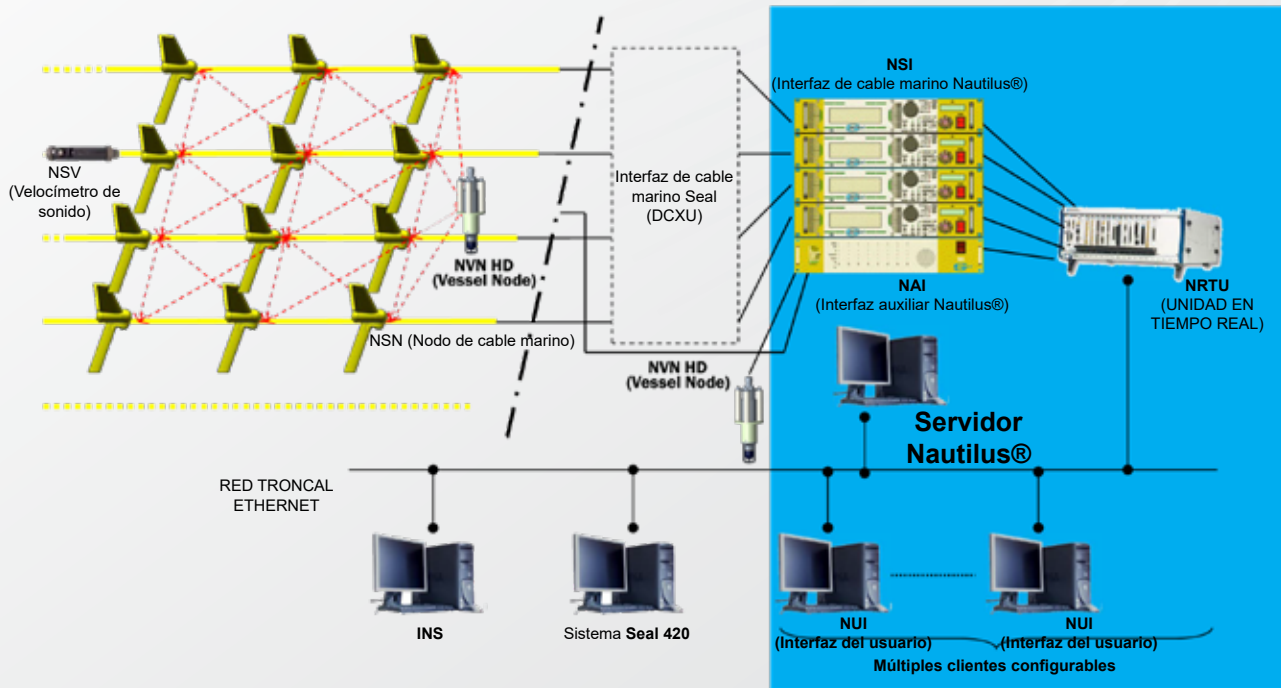 NSI
(Interfaz de cable marino Nautilus®)
NSV
(Velocímetro de
sonido)
Interfaz de cable
marino Seal
(DCXU)
NVN HD
(Vessel Node)
NAI
(Interfaz auxiliar Nautilus®)
NRTU
(UNIDAD EN
TIEMPO REAL)
NSN (Nodo de cable marino)
NVN HD
(Vessel Node)
Servidor
Nautilus®
RED TRONCAL
ETHERNET
INS
Sistema Seal 420
NUI
(Interfaz del usuario)
NUI
(Interfaz del usuario)
Múltiples clientes configurables